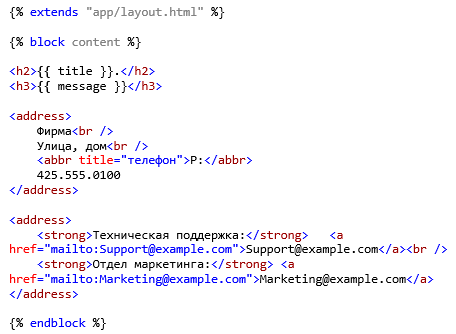 {% extends "app/layout.html" %}
{% block content %}
<h2>{{ title }}.</h2>
<h3>{{ message }}</h3>
<address>
    Фирма<br />
    Улица, дом<br />
    <abbr title="телефон">P:</abbr>
    425.555.0100
</address>
<address>
    <strong>Техническая поддержка:</strong>   <a
href="mailto:Support@example.com">Support@example.com</a><br />
    <strong>Отдел маркетинга:</strong> <a
href="mailto:Marketing@example.com">Marketing@example.com</a>
</address>
{% endblock %}